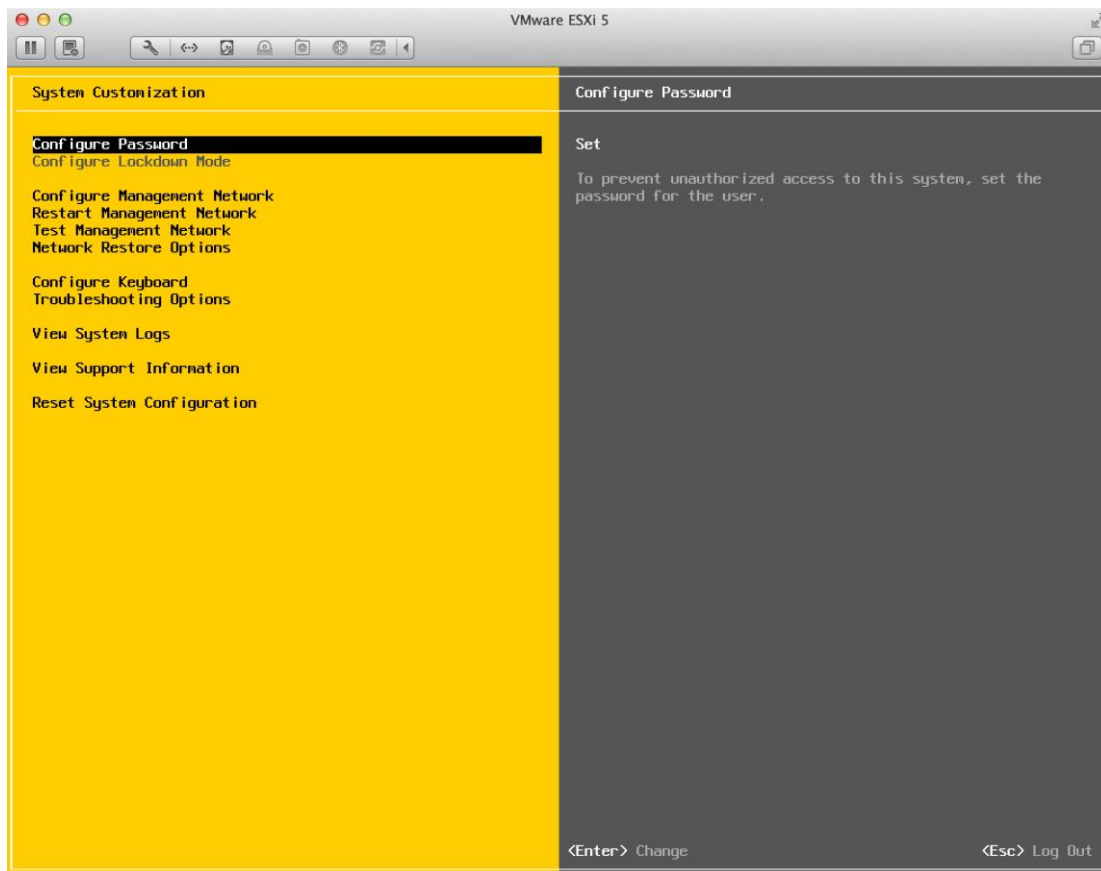 VMware ESXi 5
System Customization
Configure Password
Configure Lockdown Mode
Configure Management Network
Restart Management Network
Test Management Network
Network Restore Options
Configure Keyboard
Troubleshooting Options
View System Logs
View Support Information
Reset System Configuration
Configure Password
Set
To prevent unauthorized access to this system, set the
password for the user.
<Enter> Change
<Esc> Log Out